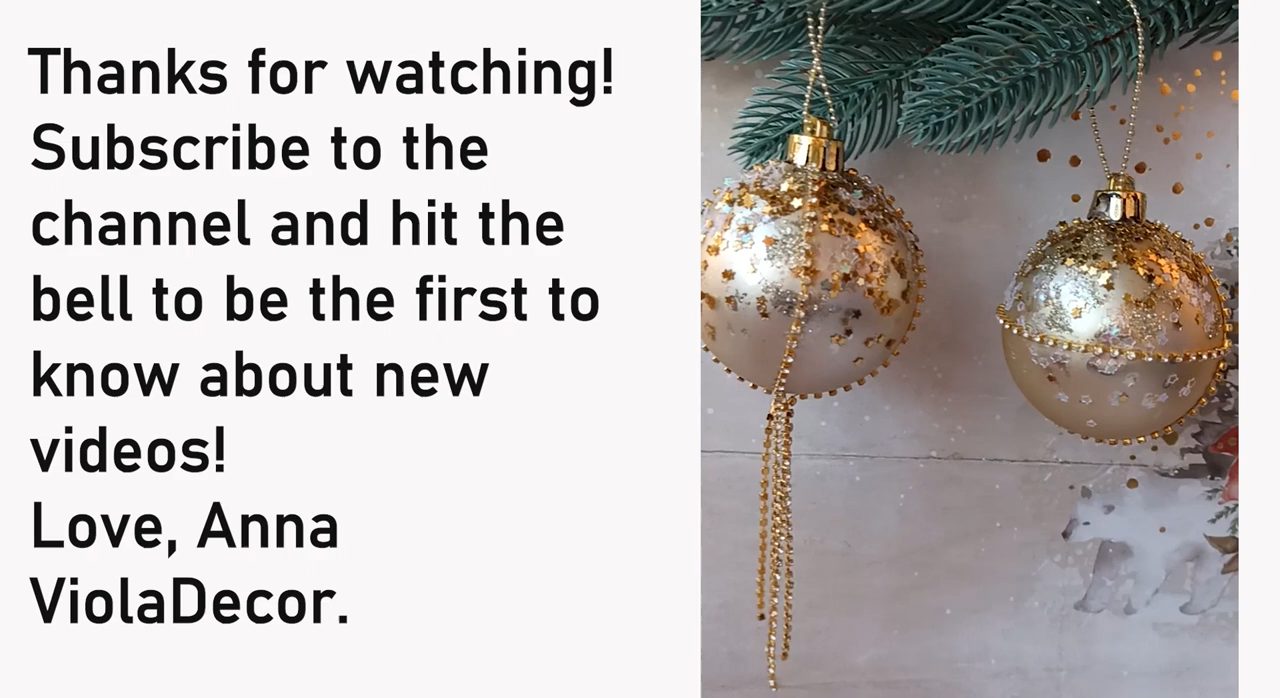 Thanks for watching!
Subscribe to the
channel and hit the
bell to be the first to
know about new
videos!
Love, Anna
ViolaDecor.